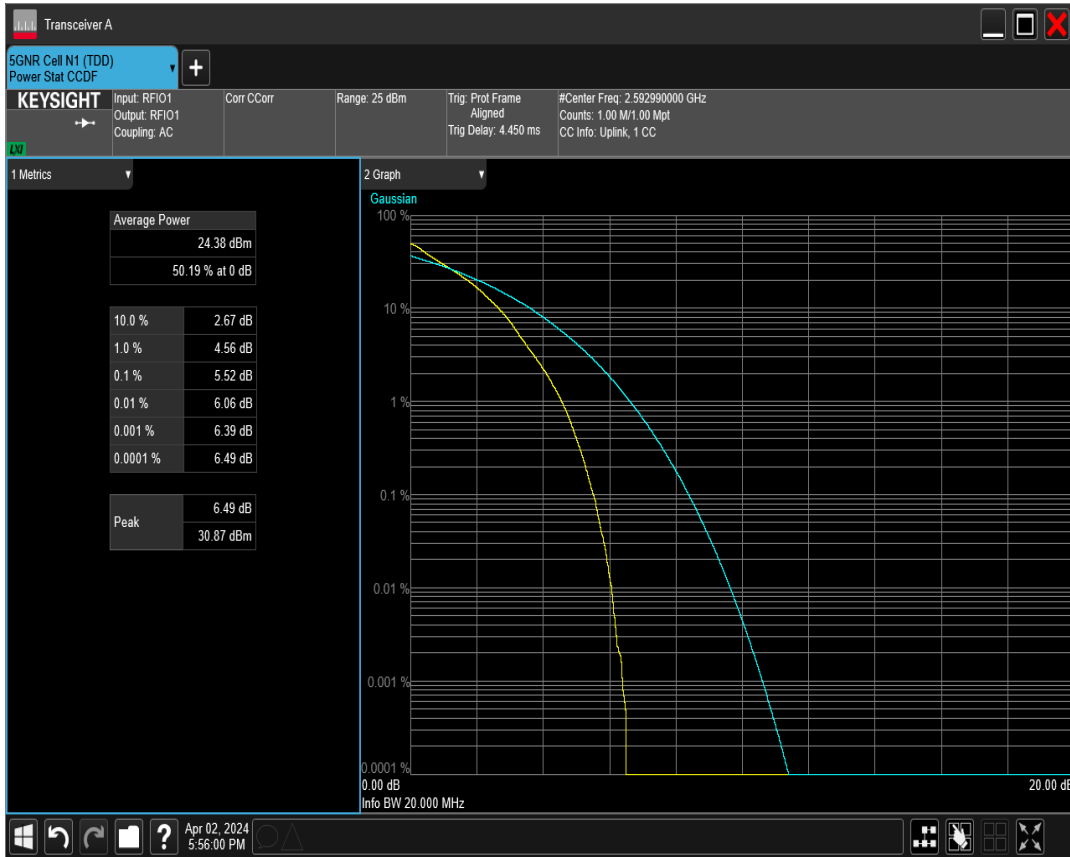 Transceiver A
5GNR Cell N1 (TDD)
Power Stat CCDF
+
KEYSIGHT
LXI
Input: RFIO1
Output: RFIO1
Coupling: AC
Corr CCorr
Range: 25 dBm
Trig: Prot Frame
Aligned
Trig Delay: 4.450 ms
#Center Freq: 2.592990000 GHz
Counts: 1.00 M/1.00 Mpt
CC Info: Uplink, 1 CC
1 Metrics
Average Power
24.38 dBm
50.19 % at 0 dB
10.0 % 2.67 dB
1.0 % 4.56 dB
0.1 % 5.52 dB
0.01 % 6.06 dB
0.001 % 6.39 dB
0.0001 % 6.49 dB
Peak 6.49 dB
30.87 dBm
2 Graph
Gaussian
100 %
10 %
1 %
0.1 %
0.01 %
0.001 %
0.0001 %
0.00 dB 20.00 dB
Info BW 20.000 MHz
?
Apr 02, 2024
5:56:00 PM